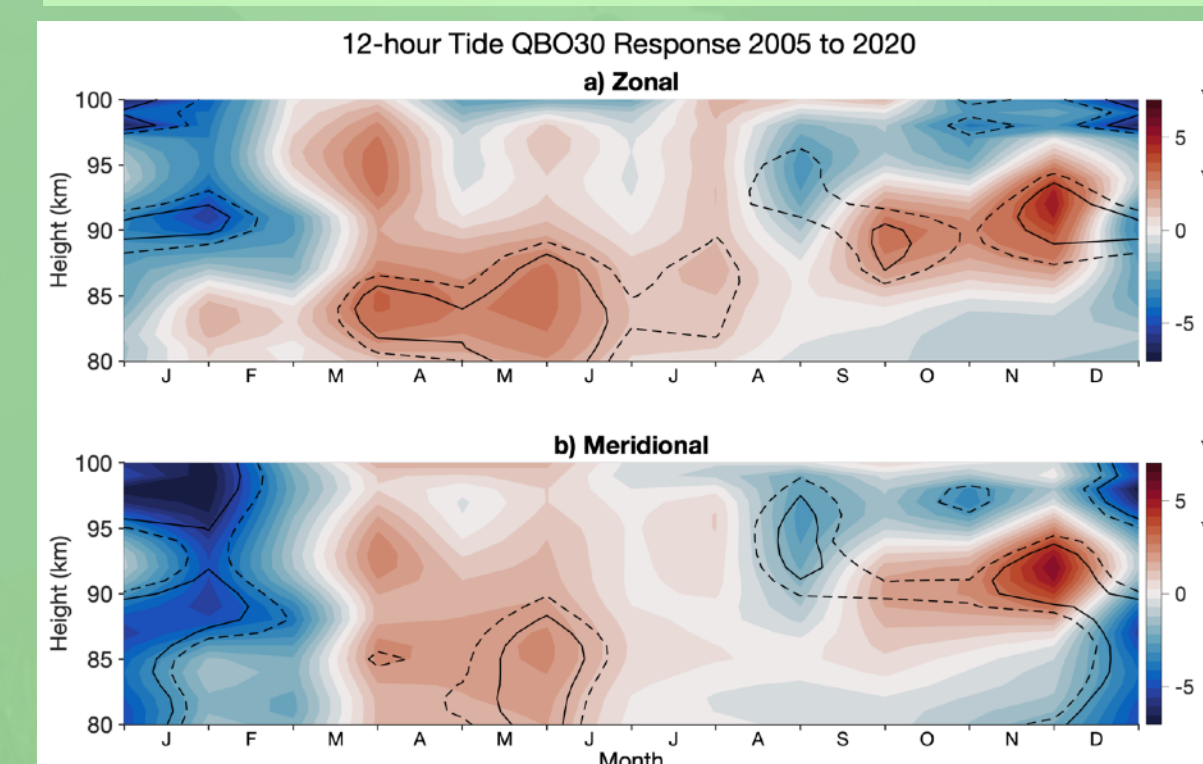 12-hour Tide QBO30 Response 2005 to 2020
a) Zonal
100
95
90
85
80
Height (km)
J F M A M J J A S O N D
5
0
-5
b) Meridional
100
95
90
85
80
Height (km)
J F M A M J J A S O N D
Month
5
0
-5